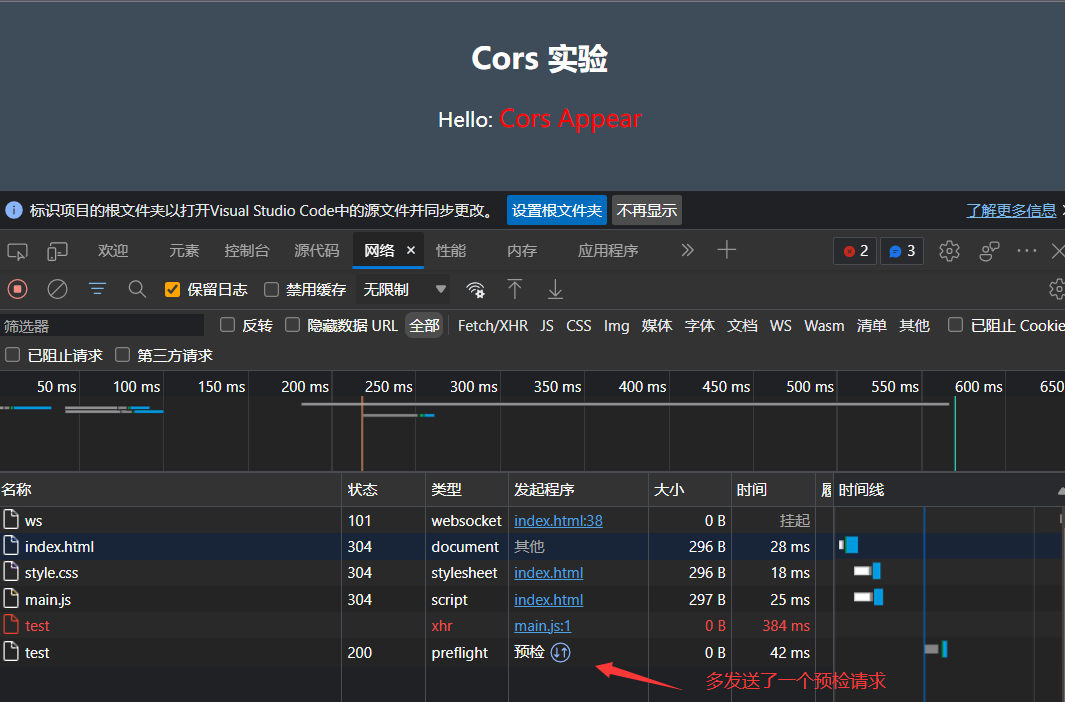 Cors 实验
Hello: Cors Appear
标识项目的根文件夹以打开Visual Studio Code中的源文件并同步更改。 设置根文件夹 不再显示 了解更多信息
欢迎 元素 控制台 源代码 网络 性能 内存 应用程序 2 3
保留日志 禁用缓存 无限制
筛选器 反转 隐藏数据 URL 全部 Fetch/XHR JS CSS Img 媒体 字体 文档 WS Wasm 清单 其他 已阻止 Cookie
已阻止请求 第三方请求
50 ms 100 ms 150 ms 200 ms 250 ms 300 ms 350 ms 400 ms 450 ms 500 ms 550 ms 600 ms 650
名称 状态 类型 发起程序 大小 时间 时间线
ws 101 websocket index.html:38 0 B 挂起
index.html 304 document 其他 296 B 28 ms
style.css 304 stylesheet index.html 296 B 18 ms
main.js 304 script index.html 297 B 25 ms
test xhr main.js:1 0 B 384 ms
test 200 preflight 预检 0 B 42 ms
多发送了一个预检请求